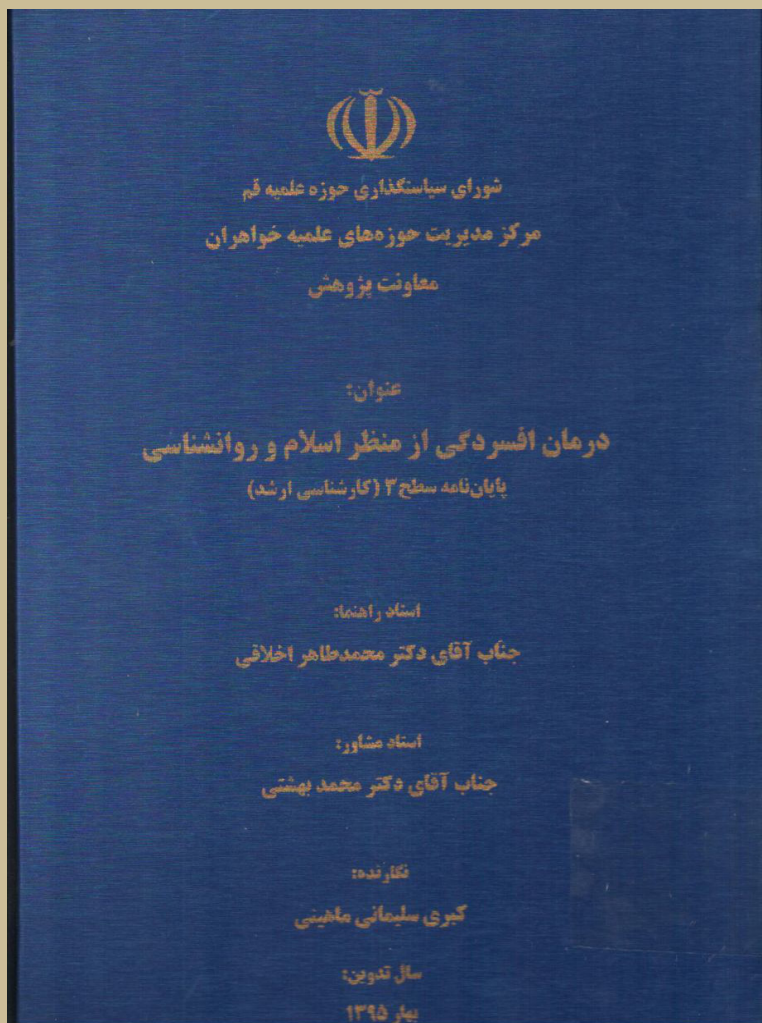 شورای سیاستگذاری حوزه علمیه قم
مرکز مدیریت حوزه‌های علمیه خواهران
معاونت پژوهش
عنوان:
درمان افسردگی از منظر اسلام و روانشناسی
پایان‌نامه سطح۳ (کارشناسی ارشد)
استاد راهنما:
جناب آقای دکتر محمدطاهر اخلاقی
استاد مشاور:
جناب آقای دکتر محمد بهشتی
نگارنده:
کبری سلیمانی ماهینی
سال تدوین:
بهار ۱۳۹۵